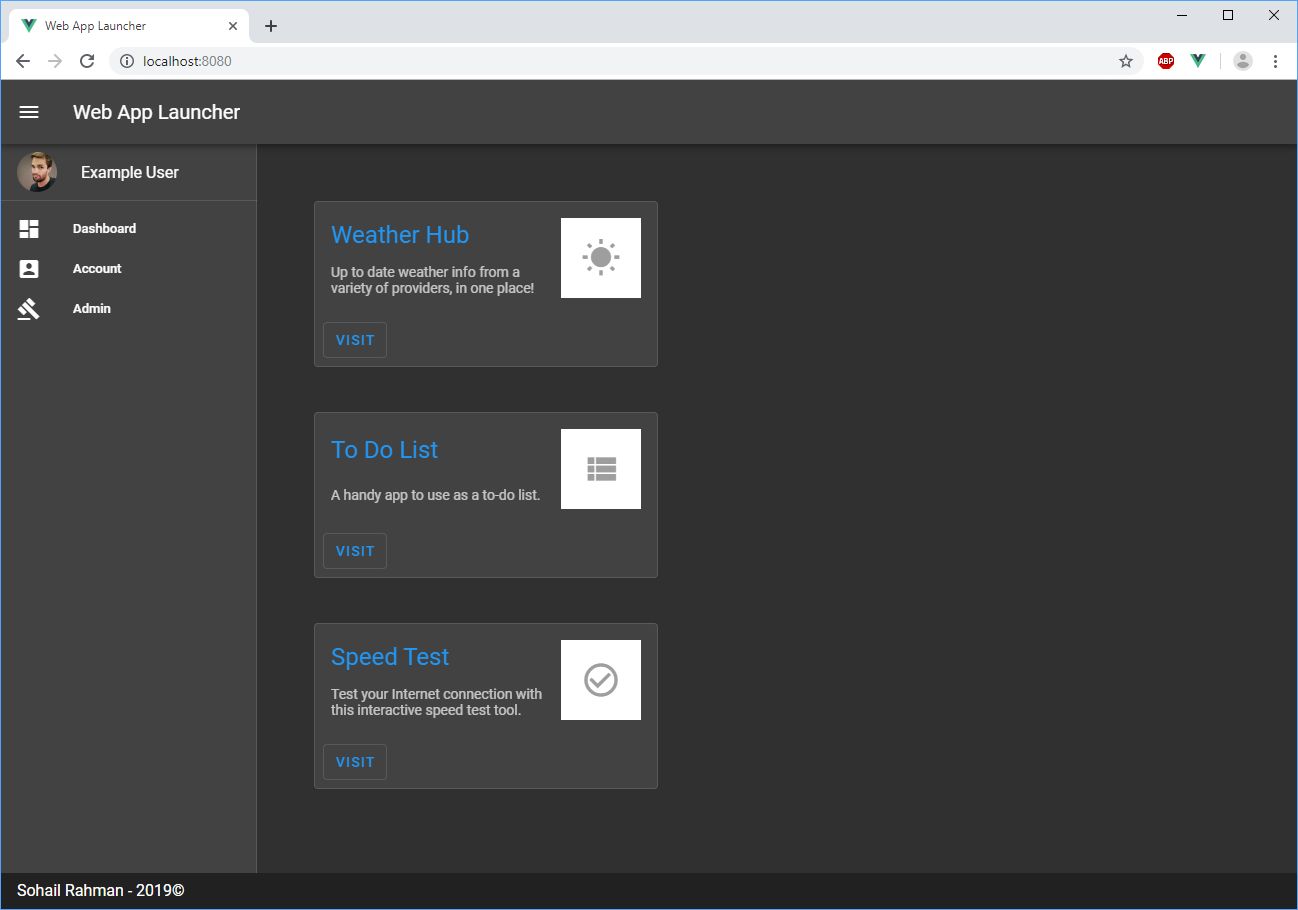 Web App Launcher
localhost:8080
ABP
Web App Launcher
Example User
Dashboard
Account
Admin
Weather Hub
Up to date weather info from a
variety of providers, in one place!
VISIT
To Do List
A handy app to use as a to-do list.
VISIT
Speed Test
Test your Internet connection with
this interactive speed test tool.
VISIT
Sohail Rahman - 2019©